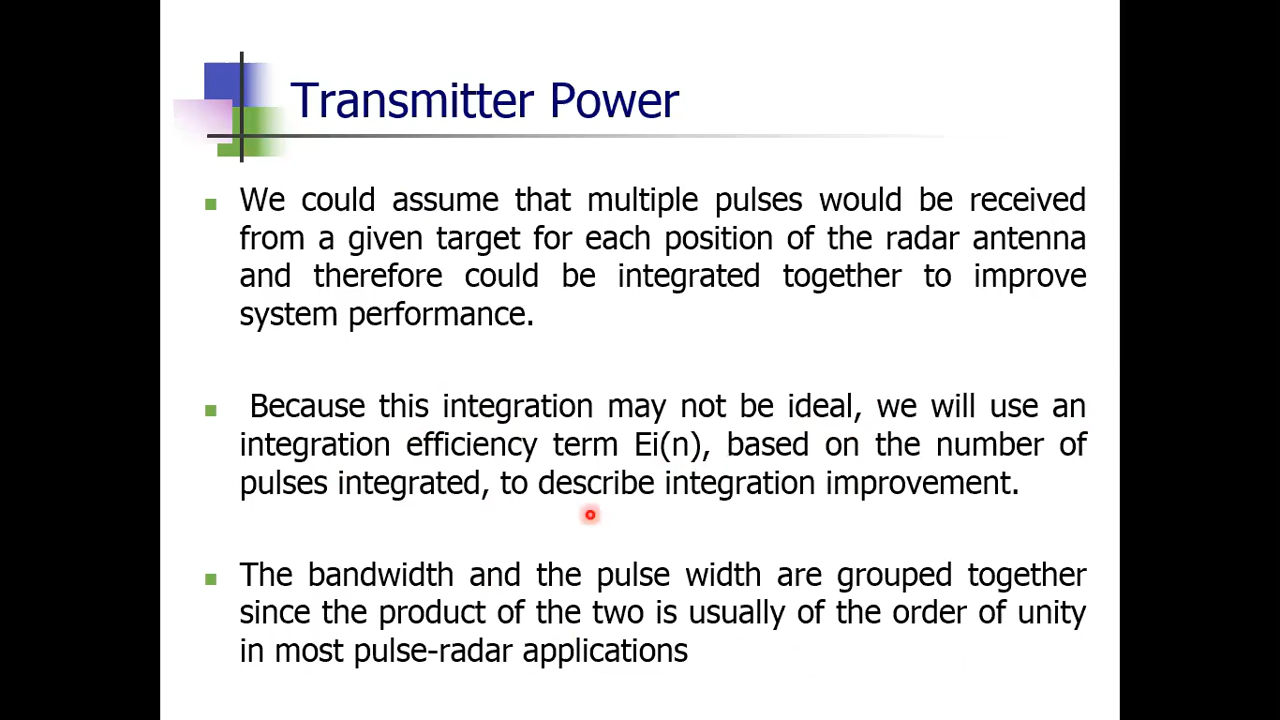 Transmitter Power
We could assume that multiple pulses would be received
from a given target for each position of the radar antenna
and therefore could be integrated together to improve
system performance.
Because this integration may not be ideal, we will use an
integration efficiency term Ei(n), based on the number of
pulses integrated, to describe integration improvement.
The bandwidth and the pulse width are grouped together
since the product of the two is usually of the order of unity
in most pulse-radar applications